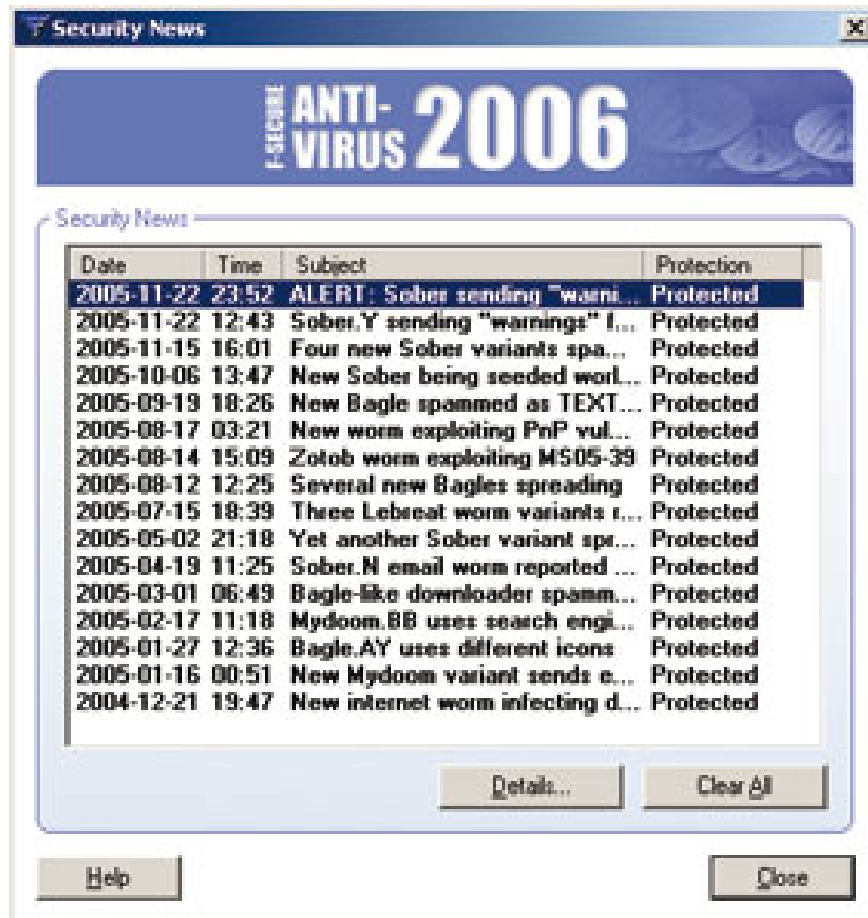 Security News
F-SECURE ANTI-VIRUS 2006
Security News
Date Time Subject Protection
2005-11-22 23:52 ALERT: Sober sending "warni... Protected
2005-11-22 12:43 Sober.Y sending "warnings" f... Protected
2005-11-15 16:01 Four new Sober variants spa... Protected
2005-10-06 13:47 New Sober being seeded worl... Protected
2005-09-19 18:26 New Bagle spammed as TEXT... Protected
2005-08-17 03:21 New worm exploiting PnP vul... Protected
2005-08-14 15:09 Zotob worm exploiting MS05-39 Protected
2005-08-12 12:25 Several new Bagles spreading Protected
2005-07-15 18:39 Three Lebreat worm variants r... Protected
2005-05-02 21:18 Yet another Sober variant spr... Protected
2005-04-19 11:25 Sober.N email worm reported ... Protected
2005-03-01 06:49 Bagle-like downloader spamm... Protected
2005-02-17 11:18 Mydoom.BB uses search engi... Protected
2005-01-27 12:36 Bagle.AY uses different icons Protected
2005-01-16 00:51 New Mydoom variant sends e... Protected
2004-12-21 19:47 New internet worm infecting d... Protected
Details... Clear All
Help Close